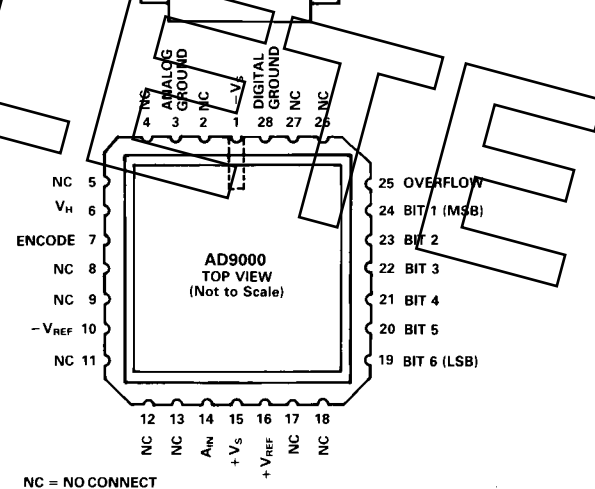 NC ANALOG GROUND NC −VS DIGITAL GROUND NC NC
4 3 2 1 28 27 26
NC 5
VH 6
ENCODE 7
NC 8
NC 9
−VREF 10
NC 11
25 OVERFLOW
24 BIT 1 (MSB)
23 BIT 2
22 BIT 3
21 BIT 4
20 BIT 5
19 BIT 6 (LSB)
AD9000
TOP VIEW
(Not to Scale)
12 13 14 15 16 17 18
NC NC AIN +VS +VREF NC NC
NC = NO CONNECT